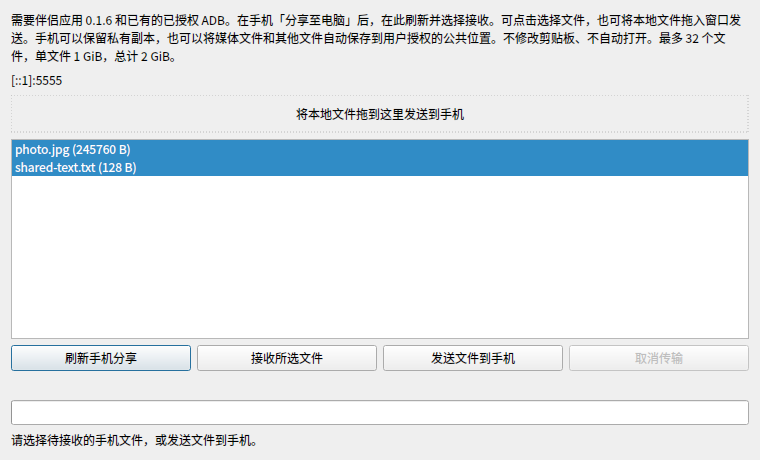 需要伴侣应用 0.1.6 和已有的已授权 ADB。在手机「分享至电脑」后，在此刷新并选择接收。可点击选择文件，也可将本地文件拖入窗口发
送。手机可以保留私有副本，也可以将媒体文件和其他文件自动保存到用户授权的公共位置。不修改剪贴板、不自动打开。最多 32 个文
件，单文件 1 GiB，总计 2 GiB。
[::1]:5555
将本地文件拖到这里发送到手机
photo.jpg (245760 B)
shared-text.txt (128 B)
刷新手机分享
接收所选文件
发送文件到手机
取消传输
请选择待接收的手机文件，或发送文件到手机。